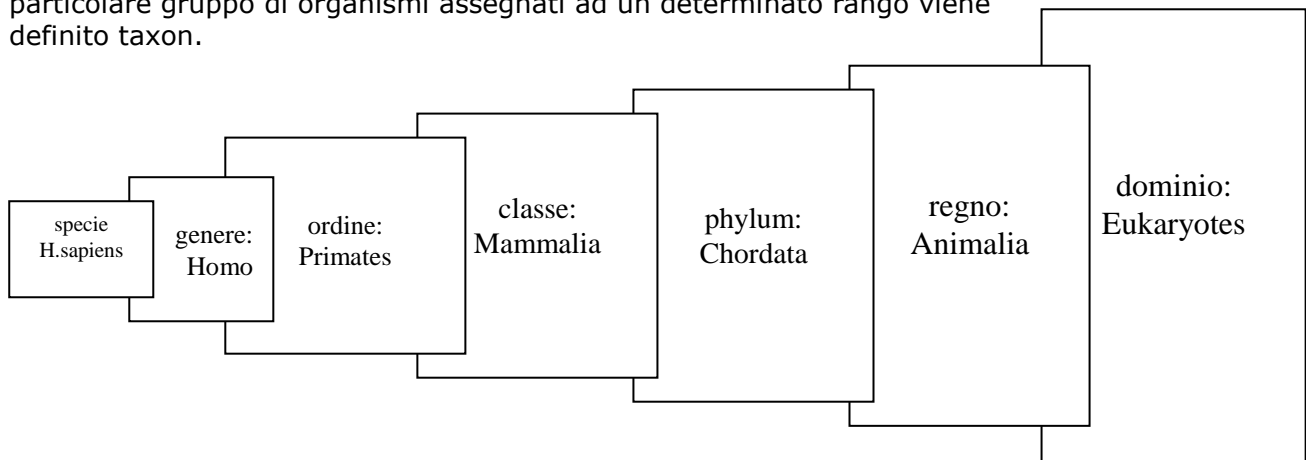 particolare gruppo di organismi assegnati ad un determinato rango viene
definito taxon.
specie
H.sapiens
genere:
Homo
ordine:
Primates
classe:
Mammalia
phylum:
Chordata
regno:
Animalia
dominio:
Eukaryotes